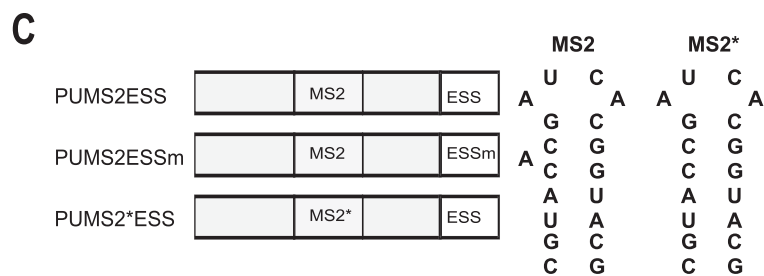 C
MS2 MS2*
PUMS2ESS MS2 ESS
PUMS2ESSm MS2 ESSm
PUMS2*ESS MS2* ESS
U C U C
A A A A
G C G C
C G C G
A
C G C G
A U A U
U A U A
G C G C
C G C G